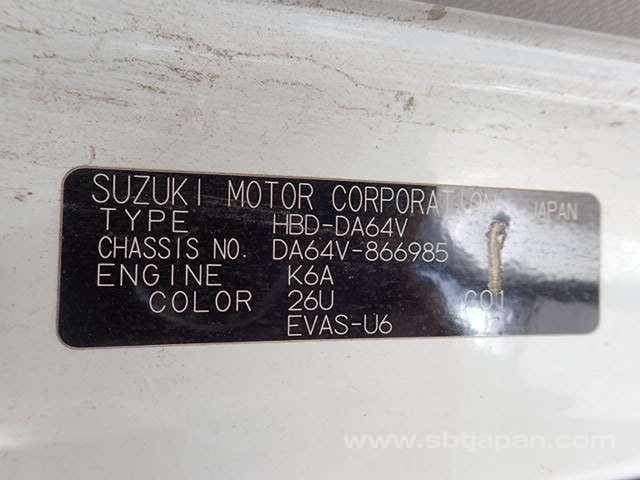 SUZUKI MOTOR CORPORATION JAPAN
TYPE HBD-DA64V
CHASSIS NO. DA64V-866985
ENGINE K6A
COLOR 26U C01
EVAS-U6
www.sbtjapan.com